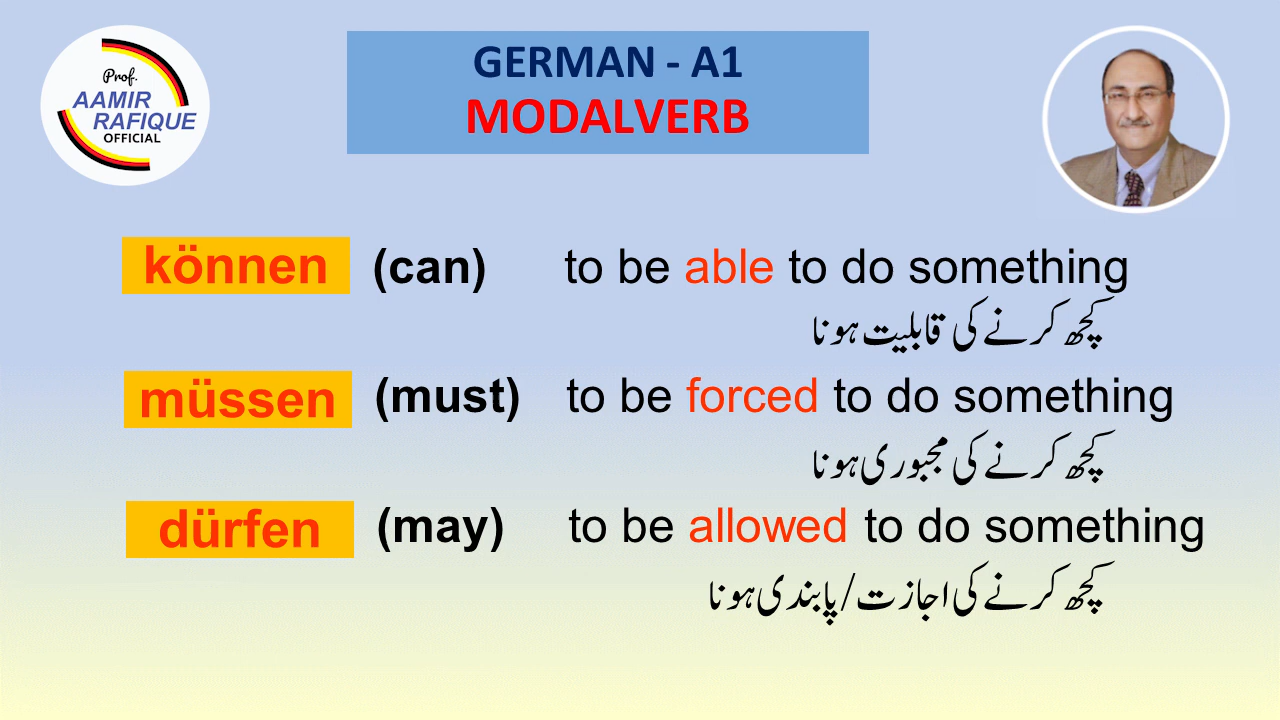 Prof.
AAMIR
RAFIQUE
OFFICIAL
GERMAN - A1
MODALVERB
können (can) to be able to do something
کچھ کرنے کی قابلیت ہونا
müssen (must) to be forced to do something
کچھ کرنے کی مجبوری ہونا
dürfen (may) to be allowed to do something
کچھ کرنے کی اجازت/پابندی ہونا